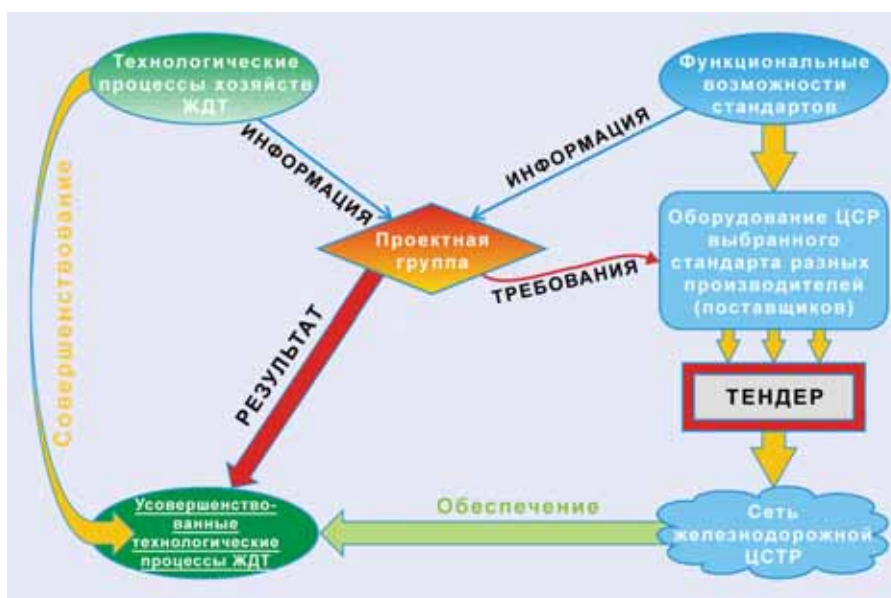 Технологические
процессы хозяйств
ЖДТ
Функциональные
возможности
стандартов
ИНФОРМАЦИЯ
ИНФОРМАЦИЯ
Совершенствование
Проектная
группа
ТРЕБОВАНИЯ
Оборудование ЦСР
выбранного
стандарта разных
производителей
(поставщиков)
РЕЗУЛЬТАТ
ТЕНДЕР
Усовершенство-
ванные
технологические
процессы ЖДТ
Обеспечение
Сеть
железнодорожной
ЦСТР